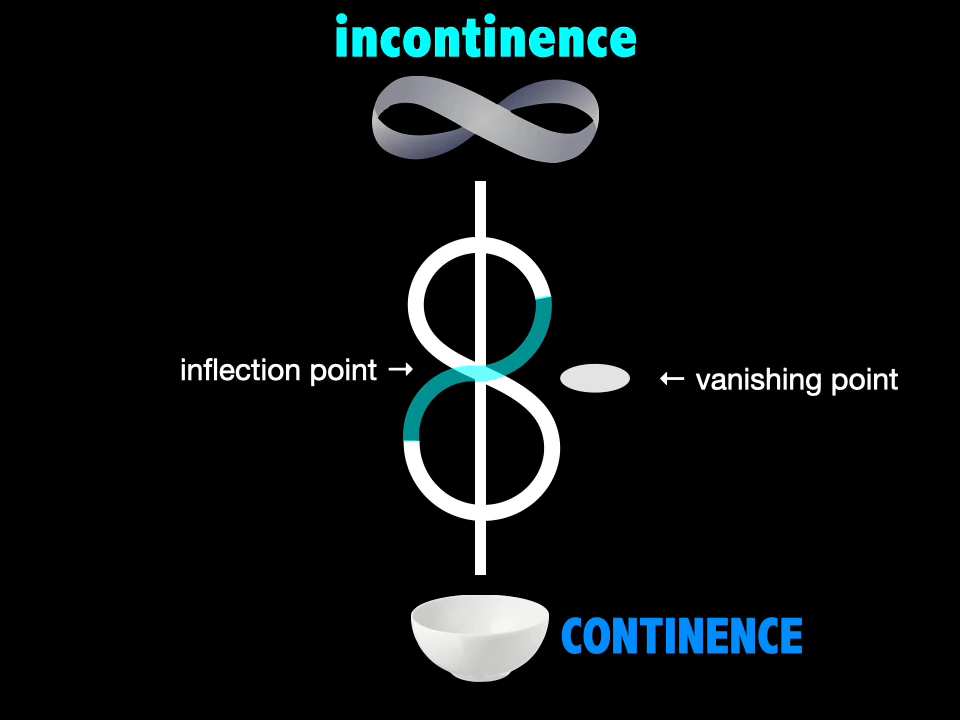 incontinence
inflection point →
← vanishing point
CONTINENCE